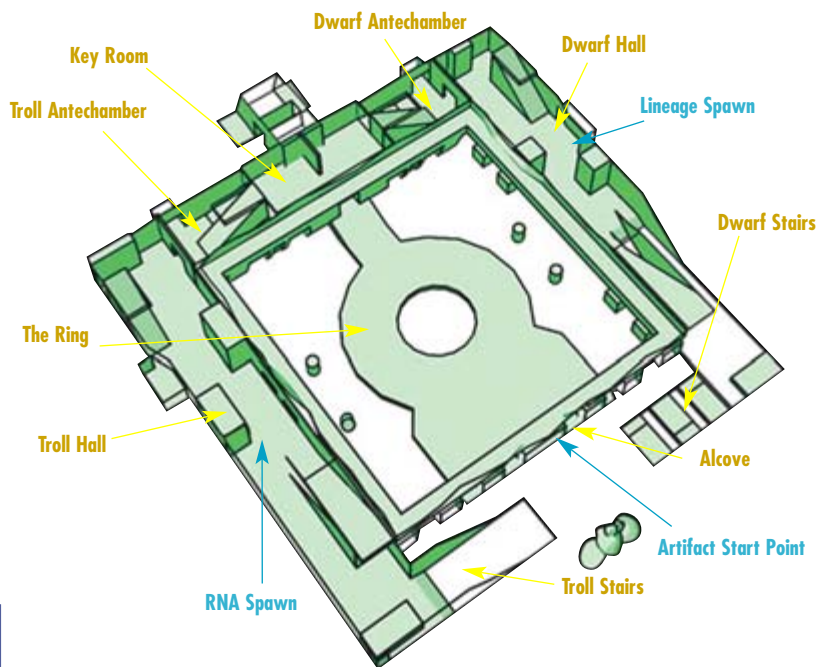 Dwarf Antechamber
Dwarf Hall
Key Room
Lineage Spawn
Troll Antechamber
Dwarf Stairs
The Ring
Troll Hall
Alcove
Artifact Start Point
Troll Stairs
RNA Spawn